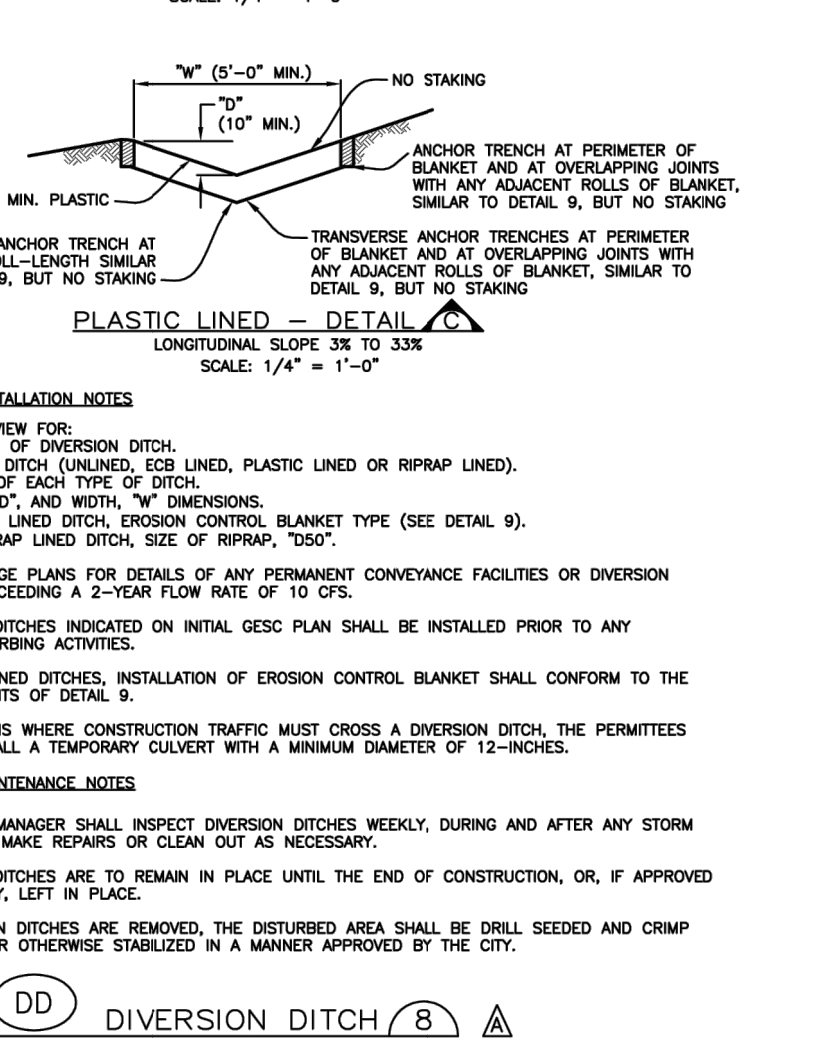 "W" (5'-0" MIN.)
NO STAKING
"D"
(10" MIN.)
ANCHOR TRENCH AT PERIMETER OF
BLANKET AND AT OVERLAPPING JOINTS
WITH ANY ADJACENT ROLLS OF BLANKET,
SIMILAR TO DETAIL 9, BUT NO STAKING
MIN. PLASTIC
ANCHOR TRENCH AT
OLL-LENGTH SIMILAR
9, BUT NO STAKING
TRANSVERSE ANCHOR TRENCHES AT PERIMETER
OF BLANKET AND AT OVERLAPPING JOINTS WITH
ANY ADJACENT ROLLS OF BLANKET, SIMILAR TO
DETAIL 9, BUT NO STAKING
PLASTIC LINED - DETAIL C
LONGITUDINAL SLOPE 3% TO 33%
SCALE: 1/4" = 1'-0"
TALLATION NOTES
VIEW FOR:
OF DIVERSION DITCH.
DITCH (UNLINED, ECB LINED, PLASTIC LINED OR RIPRAP LINED).
OF EACH TYPE OF DITCH.
D", AND WIDTH, "W" DIMENSIONS.
LINED DITCH, EROSION CONTROL BLANKET TYPE (SEE DETAIL 9).
RAP LINED DITCH, SIZE OF RIPRAP, "D50".
GE PLANS FOR DETAILS OF ANY PERMANENT CONVEYANCE FACILITIES OR DIVERSION
CEEDING A 2-YEAR FLOW RATE OF 10 CFS.
DITCHES INDICATED ON INITIAL GESC PLAN SHALL BE INSTALLED PRIOR TO ANY
RBING ACTIVITIES.
NED DITCHES, INSTALLATION OF EROSION CONTROL BLANKET SHALL CONFORM TO THE
TS OF DETAIL 9.
NS WHERE CONSTRUCTION TRAFFIC MUST CROSS A DIVERSION DITCH, THE PERMITTEES
ALL A TEMPORARY CULVERT WITH A MINIMUM DIAMETER OF 12-INCHES.
NTENANCE NOTES
MANAGER SHALL INSPECT DIVERSION DITCHES WEEKLY, DURING AND AFTER ANY STORM
MAKE REPAIRS OR CLEAN OUT AS NECESSARY.
DITCHES ARE TO REMAIN IN PLACE UNTIL THE END OF CONSTRUCTION, OR, IF APPROVED
Y, LEFT IN PLACE.
N DITCHES ARE REMOVED, THE DISTURBED AREA SHALL BE DRILL SEEDED AND CRIMP
R OTHERWISE STABILIZED IN A MANNER APPROVED BY THE CITY.
DD DIVERSION DITCH 8 A